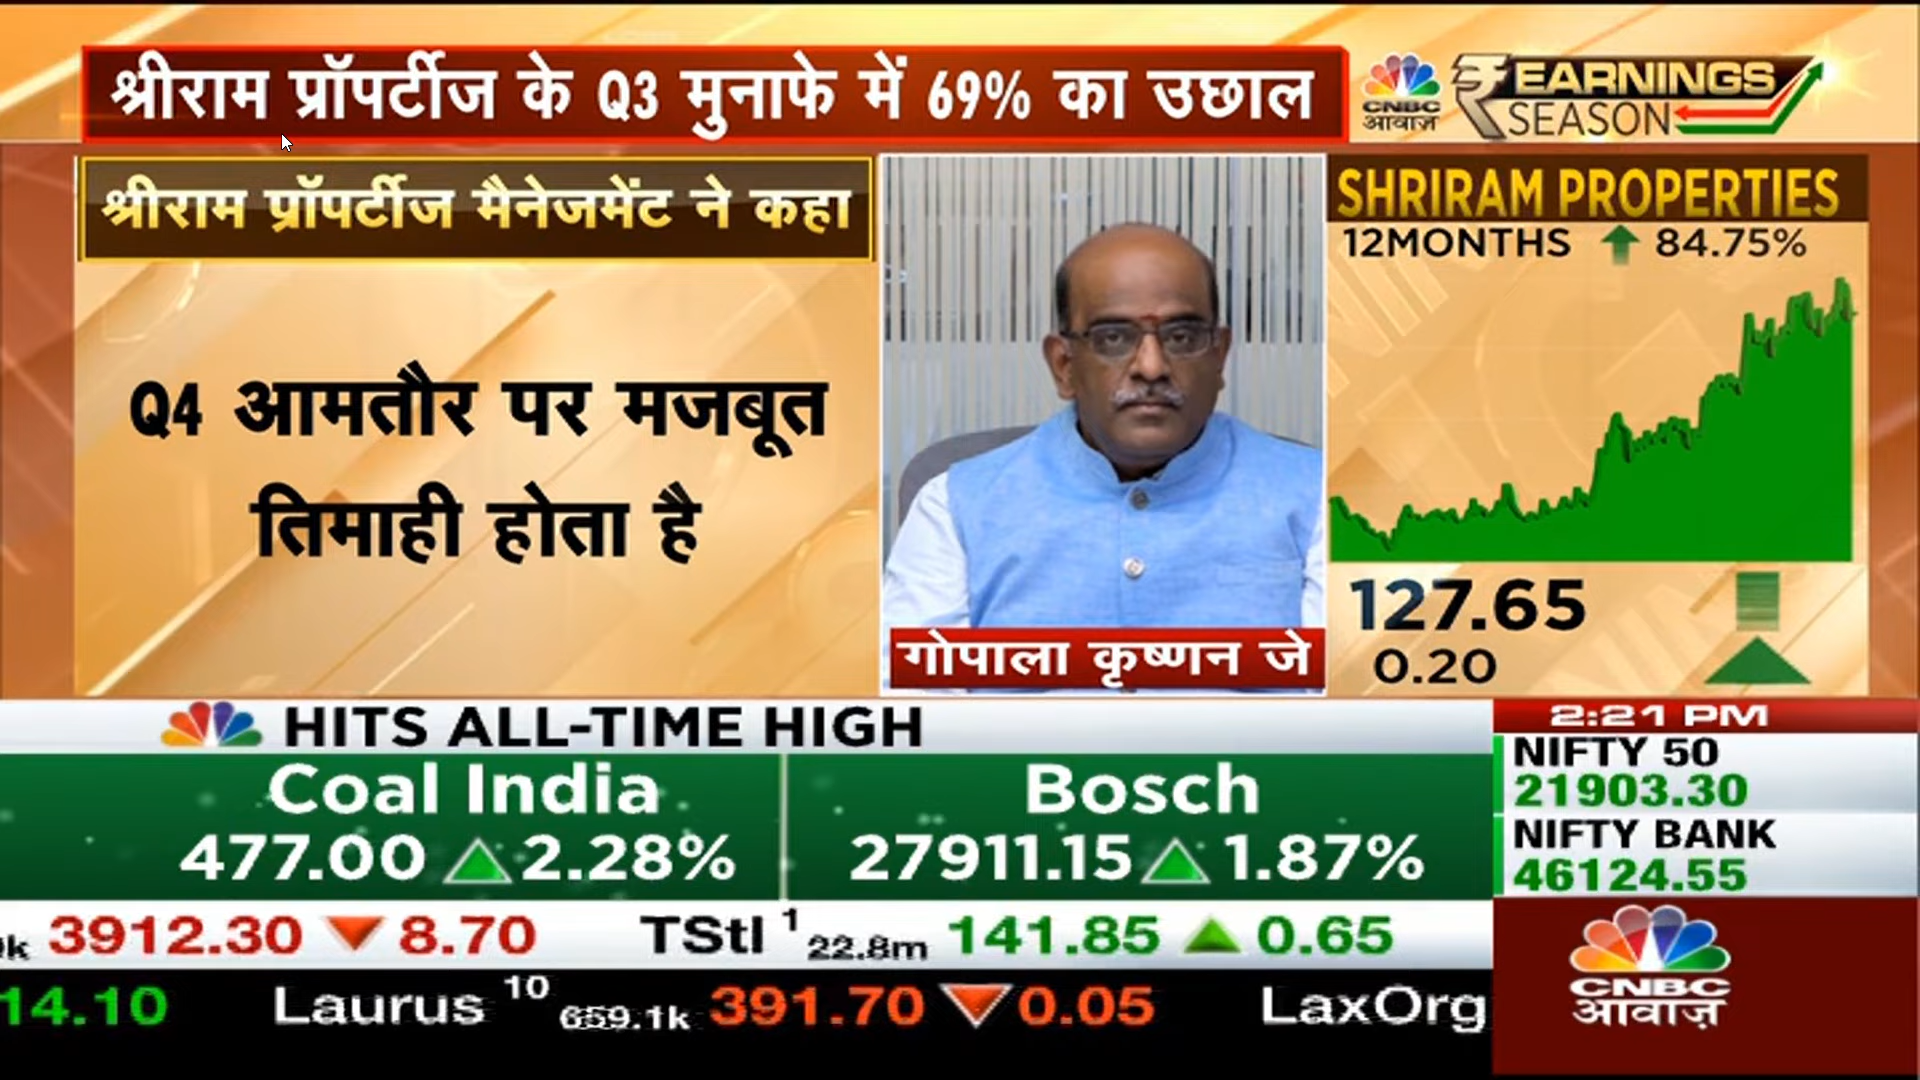 श्रीराम प्रॉपर्टीज के Q3 मुनाफे में 69% का उछाल
CNBC
आवाज़
₹ EARNINGS
SEASON
श्रीराम प्रॉपर्टीज मैनेजमेंट ने कहा
Q4 आमतौर पर मजबूत
तिमाही होता है
गोपाला कृष्णन जे
SHRIRAM PROPERTIES
12MONTHS 84.75%
127.65
0.20
HITS ALL-TIME HIGH
Coal India
477.00 ▲ 2.28%
Bosch
27911.15 ▲ 1.87%
2:21 PM
NIFTY 50
21903.30
NIFTY BANK
46124.55
k 3912.30 ▼ 8.70 TStl 1 22.8m 141.85 ▲ 0.65
14.10 Laurus 10 659.1k 391.70 ▼ 0.05 LaxOrg
CNBC
आवाज़